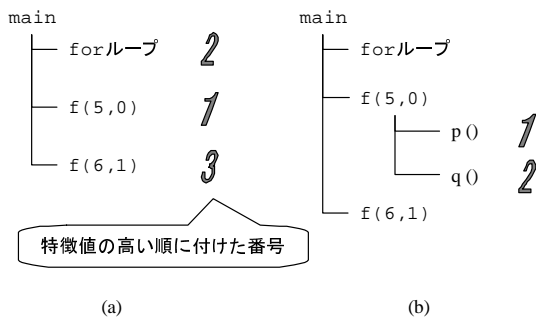 main
forループ 2
f(5,0) 1
f(6,1) 3
特徴値の高い順に付けた番号
(a)
main
forループ
f(5,0)
p () 1
q () 2
f(6,1)
(b)